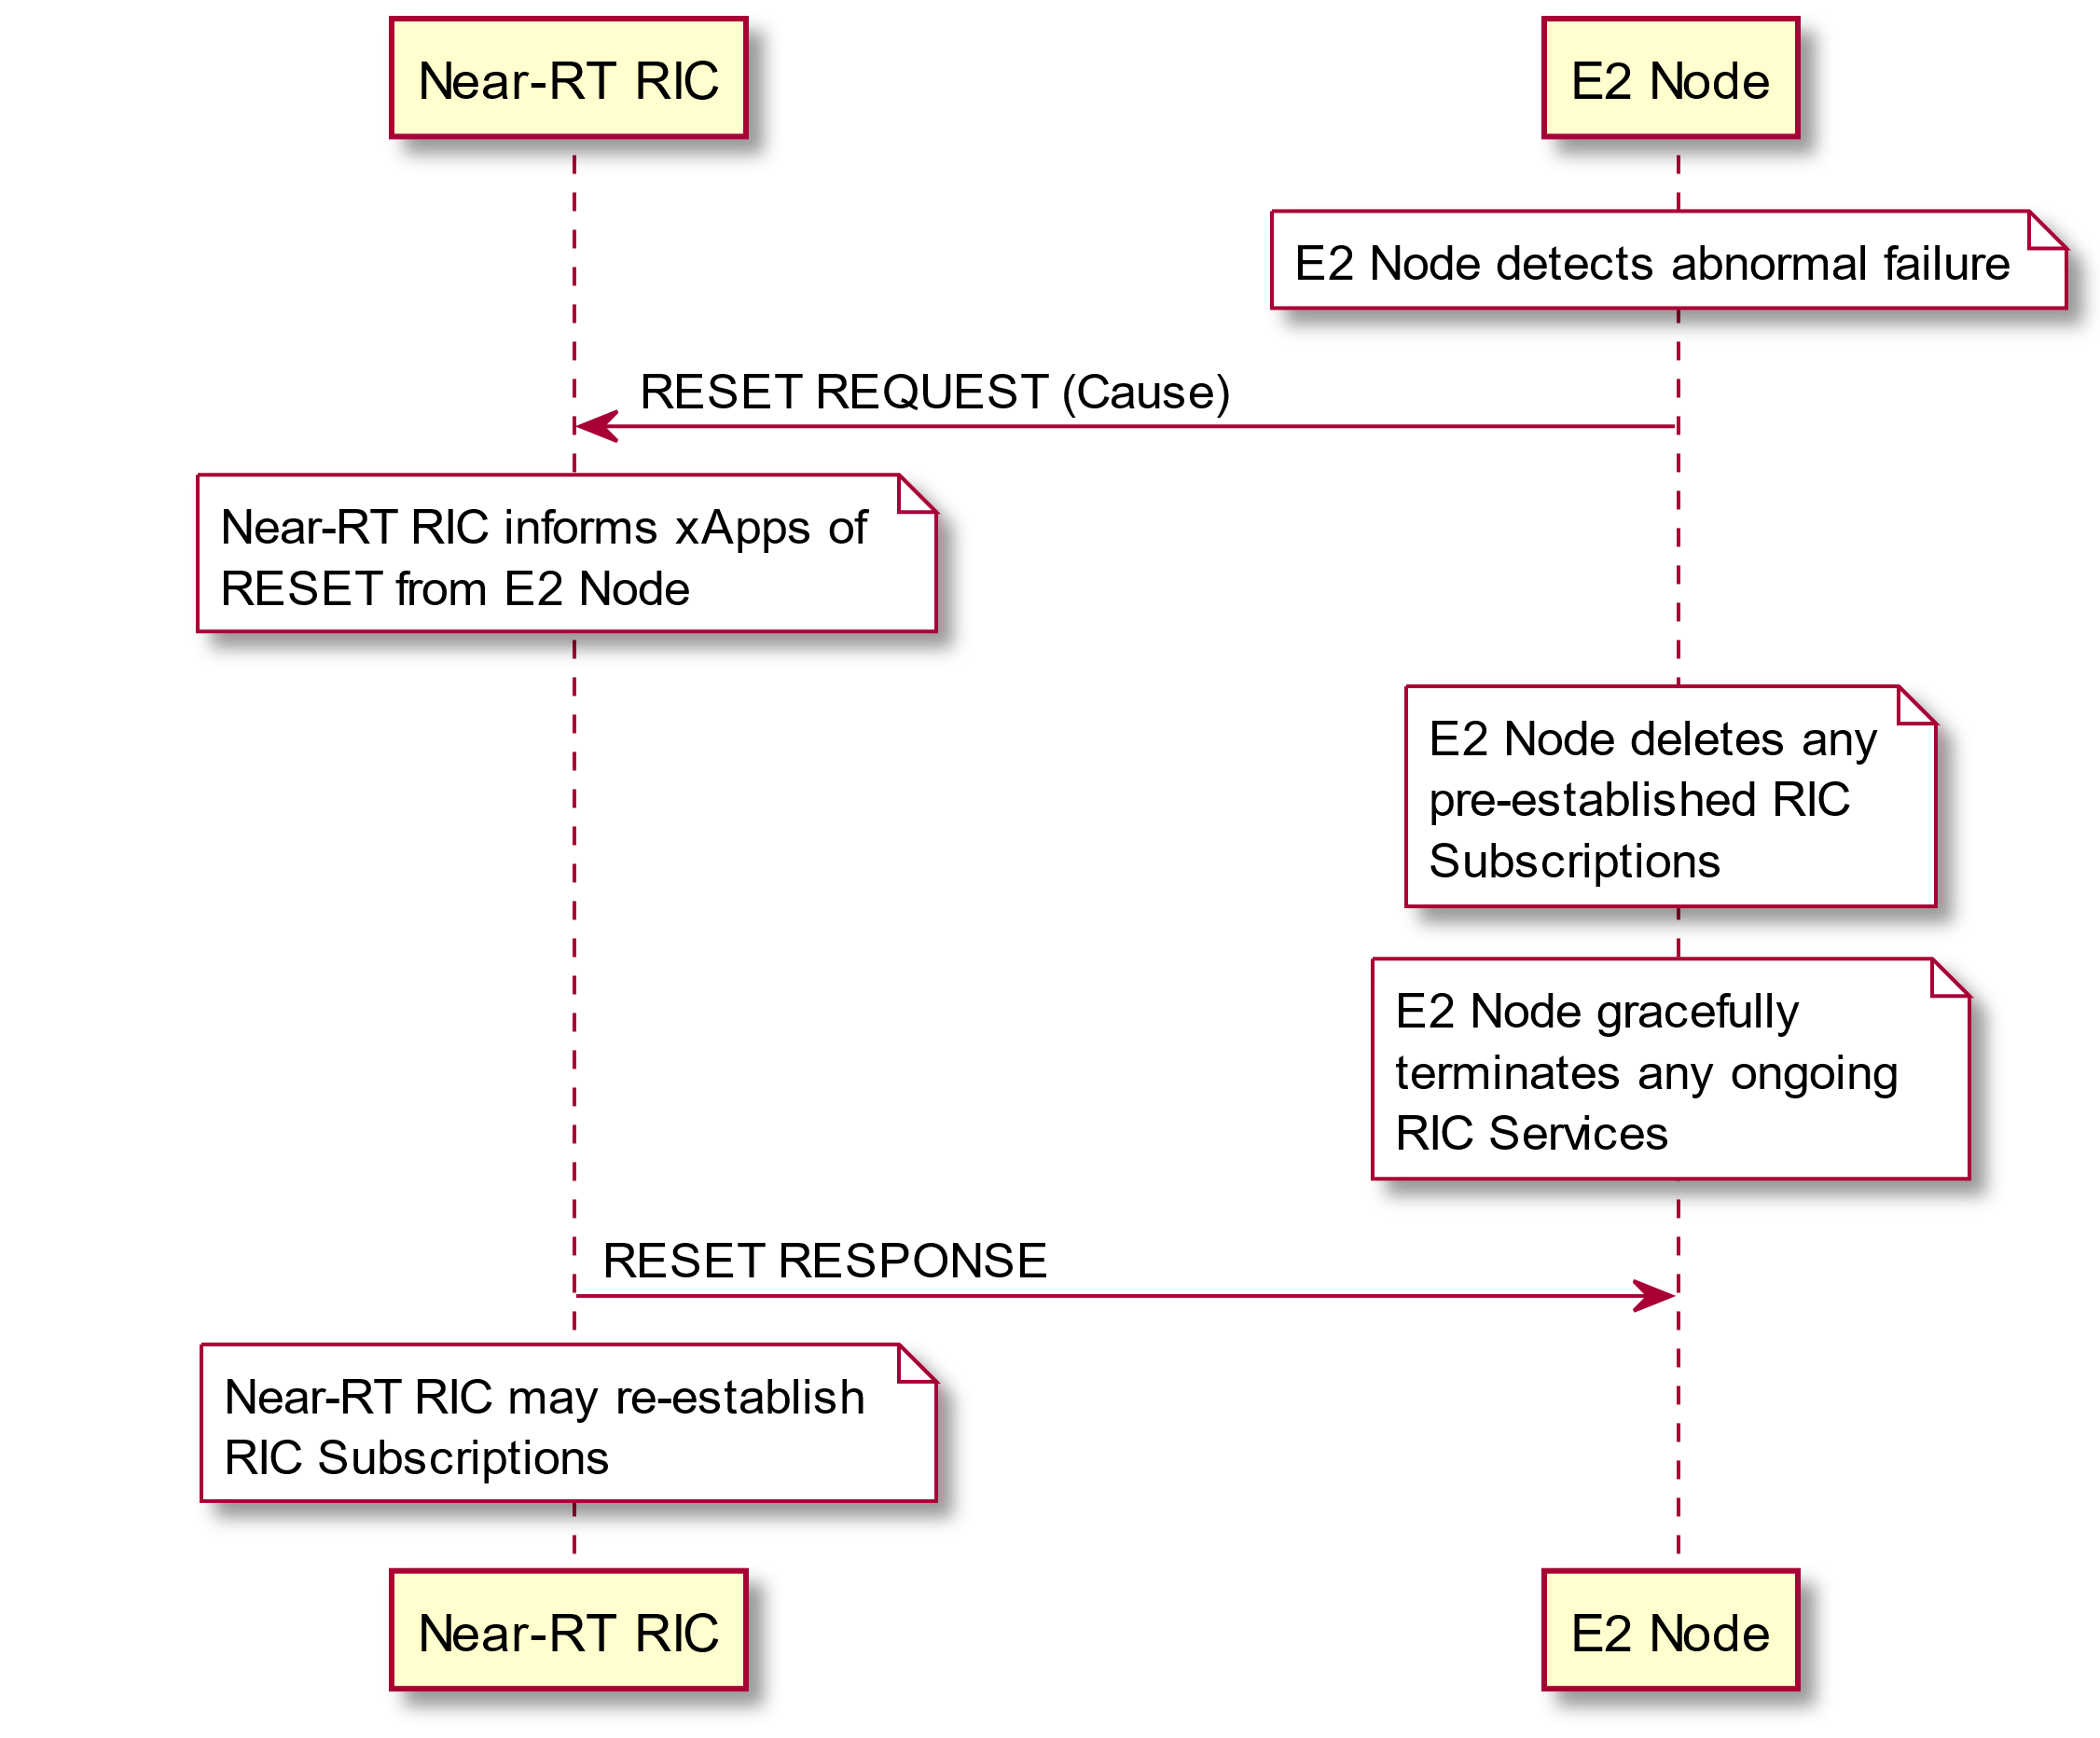 Near-RT RIC
E2 Node
E2 Node detects abnormal failure
RESET REQUEST (Cause)
Near-RT RIC informs xApps of
RESET from E2 Node
E2 Node deletes any
pre-established RIC
Subscriptions
E2 Node gracefully
terminates any ongoing
RIC Services
RESET RESPONSE
Near-RT RIC may re-establish
RIC Subscriptions
Near-RT RIC
E2 Node